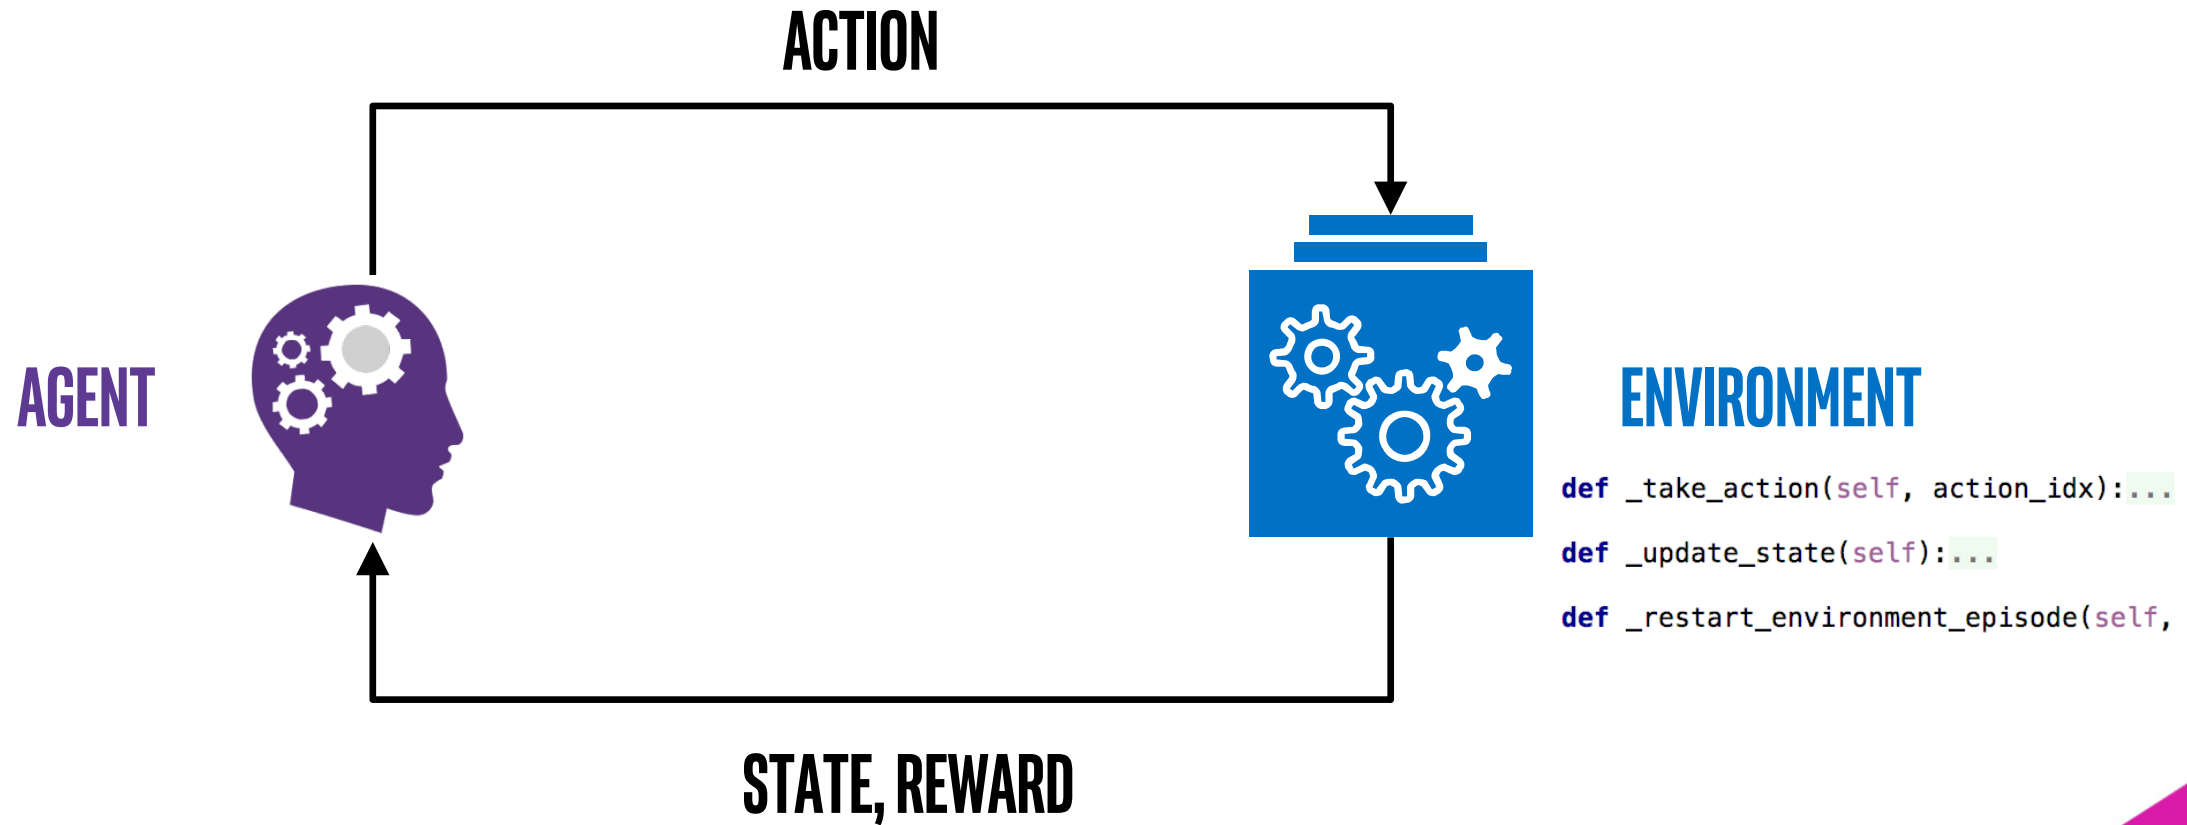 ACTION
AGENT
ENVIRONMENT
def _take_action(self, action_idx):...
def _update_state(self):...
def _restart_environment_episode(self,
STATE, REWARD